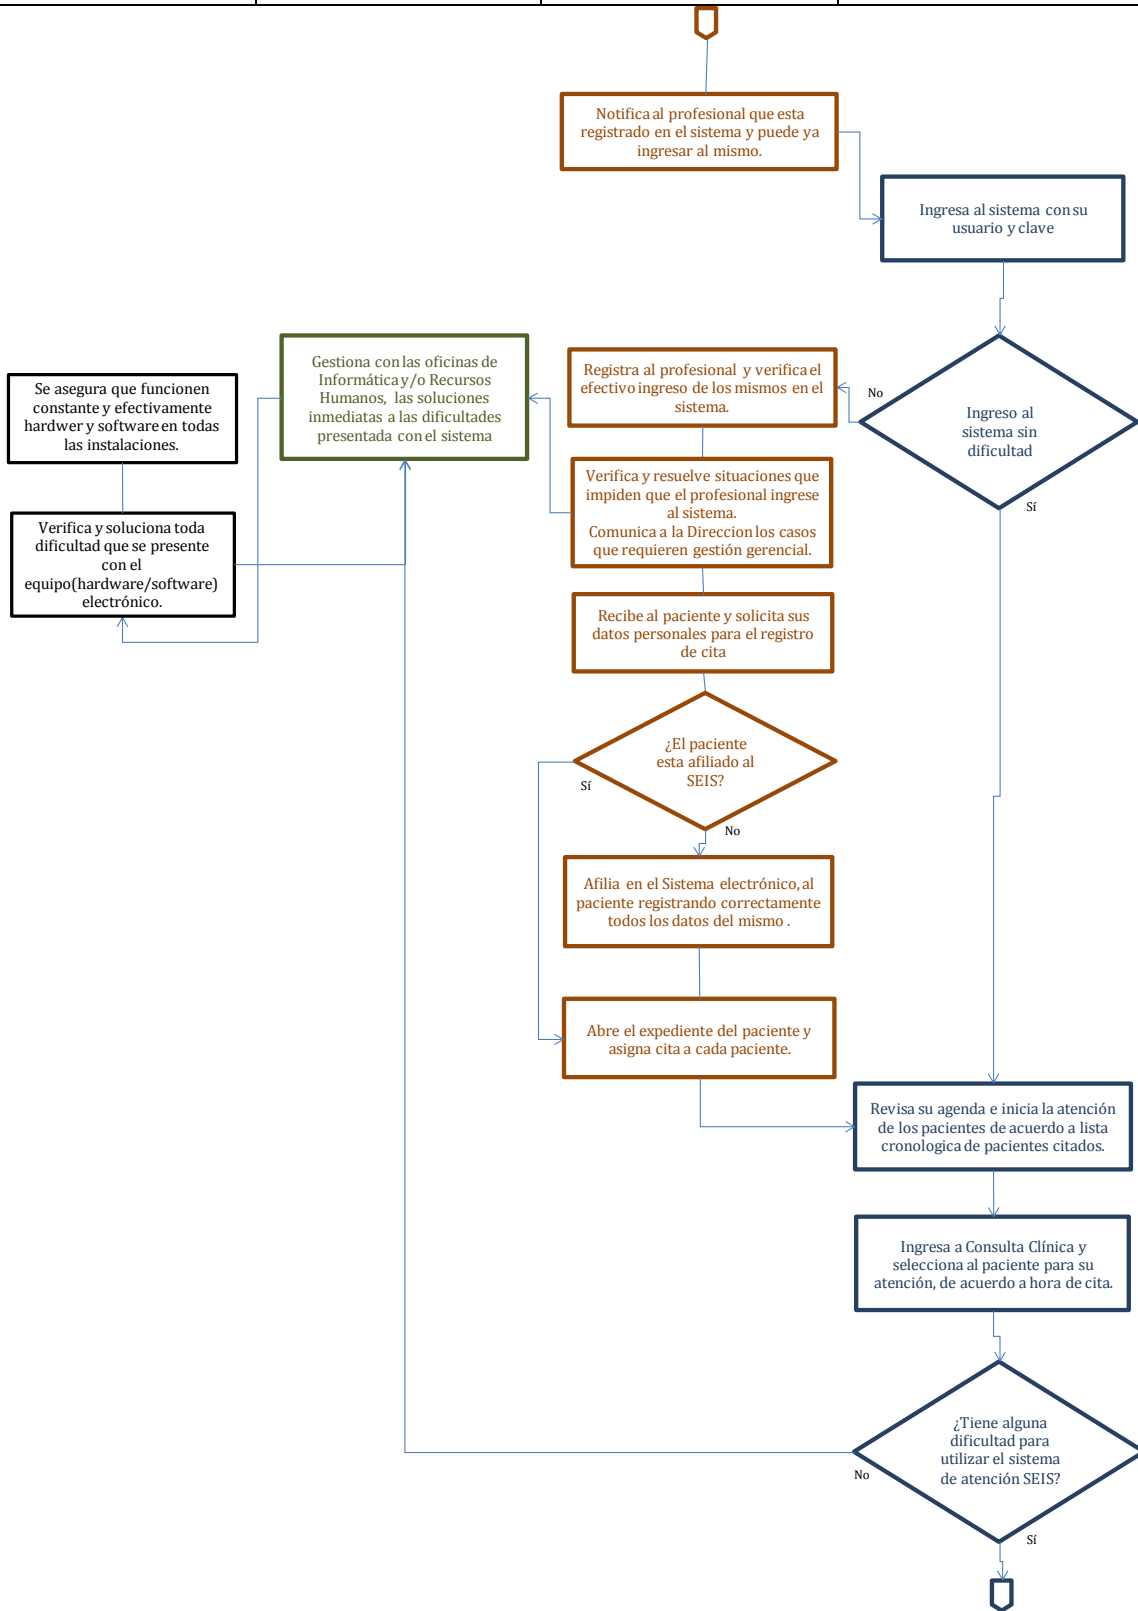 Notifica al profesional que esta
registrado en el sistema y puede ya
ingresar al mismo.
Ingresa al sistema con su
usuario y clave
Gestiona con las oficinas de
Informática y/o Recursos
Humanos, las soluciones
inmediatas a las dificultades
presentada con el sistema
Registra al profesional y verifica el
efectivo ingreso de los mismos en el
sistema.
No
Ingreso al
sistema sin
dificultad
Sí
Se asegura que funcionen
constante y efectivamente
hardwer y software en todas
las instalaciones.
Verifica y resuelve situaciones que
impiden que el profesional ingrese
al sistema.
Comunica a la Direccion los casos
que requieren gestión gerencial.
Verifica y soluciona toda
dificultad que se presente
con el
equipo(hardware/software)
electrónico.
Recibe al paciente y solicita sus
datos personales para el registro
de cita
¿El paciente
esta afiliado al
SEIS?
Sí
No
Afilia en el Sistema electrónico, al
paciente registrando correctamente
todos los datos del mismo .
Abre el expediente del paciente y
asigna cita a cada paciente.
Revisa su agenda e inicia la atención
de los pacientes de acuerdo a lista
cronologica de pacientes citados.
Ingresa a Consulta Clínica y
selecciona al paciente para su
atención, de acuerdo a hora de cita.
¿Tiene alguna
dificultad para
utilizar el sistema
de atención SEIS?
No
Sí